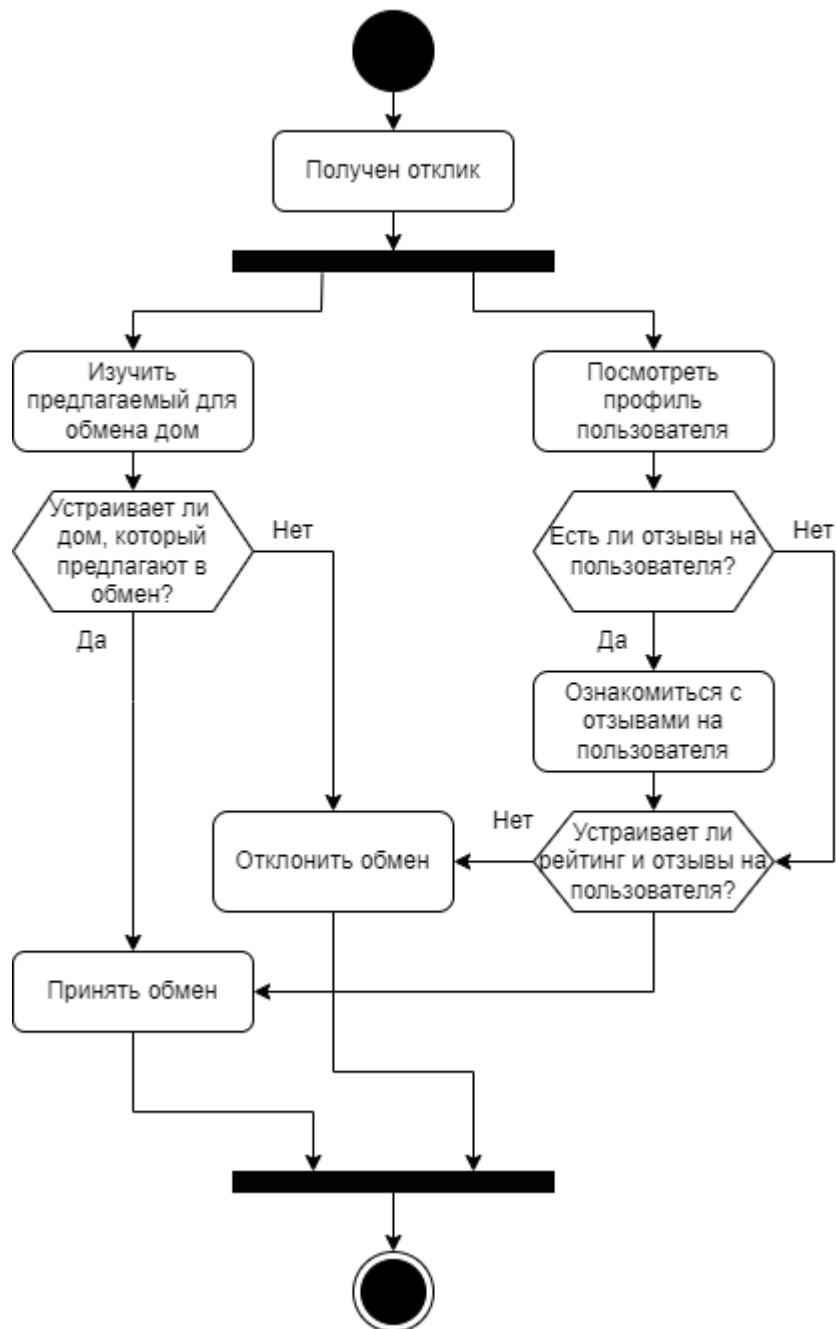 Получен отклик
Изучить
предлагаемый для
обмена дом
Посмотреть
профиль
пользователя
Устраивает ли
дом, который
предлагают в
обмен?
Нет
Есть ли отзывы на
пользователя?
Нет
Да
Да
Ознакомиться с
отзывами на
пользователя
Отклонить обмен
Нет
Устраивает ли
рейтинг и отзывы на
пользователя?
Принять обмен